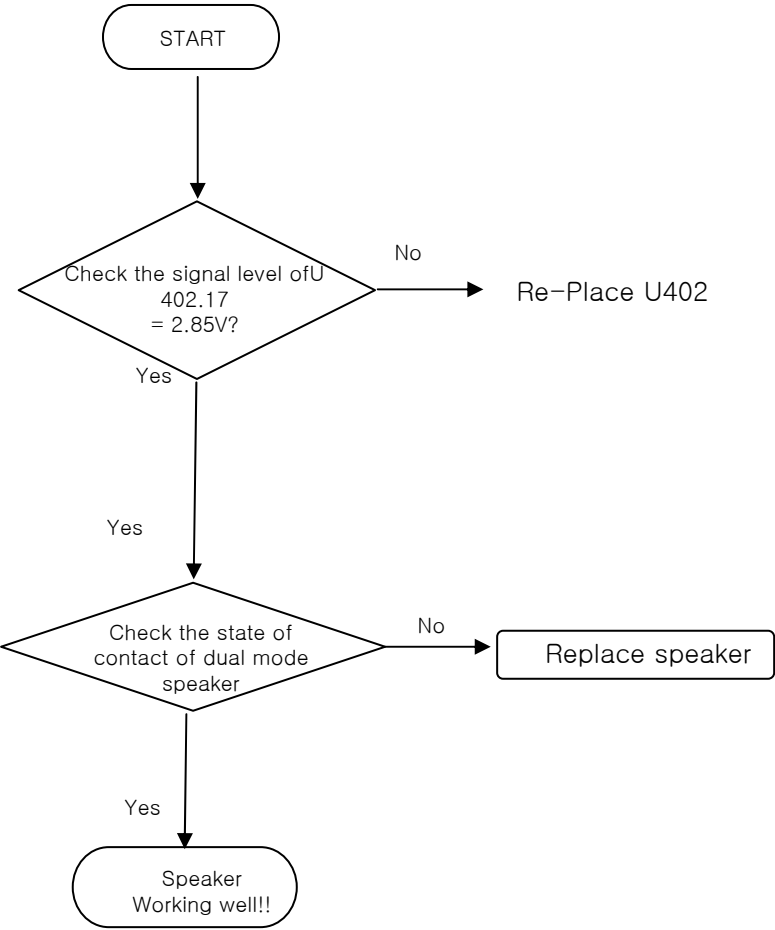 START
No
Check the signal level ofU
402.17
= 2.85V?
Re-Place U402
Yes
Yes
No
Check the state of
contact of dual mode
speaker
Replace speaker
Yes
Speaker
Working well!!